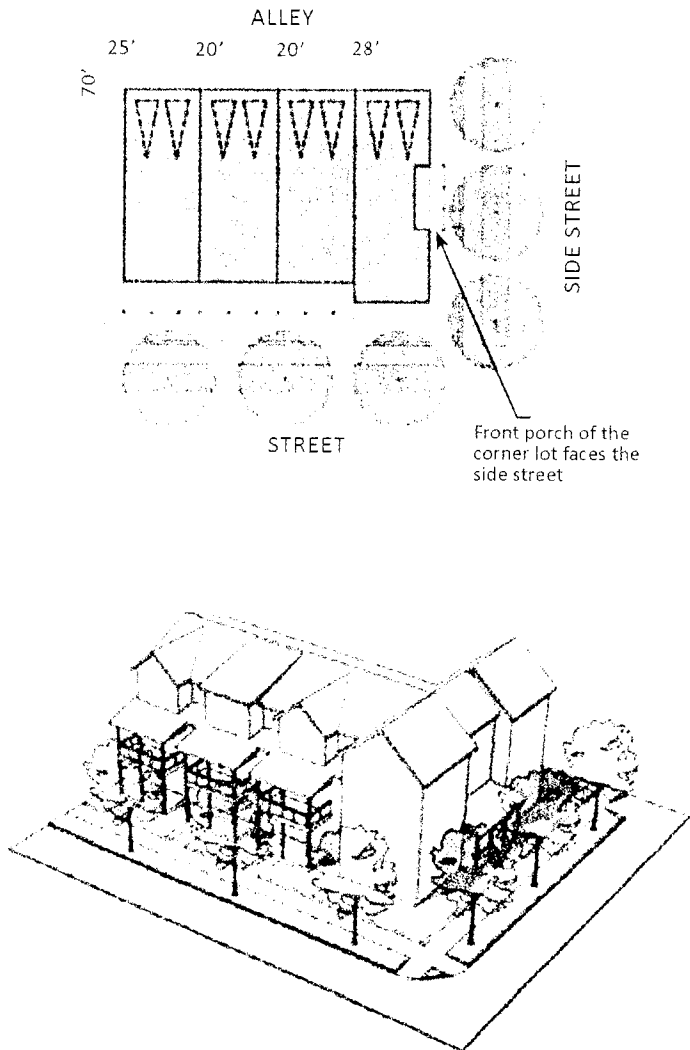 ALLEY
25' 20' 20' 28'
70'
SIDE STREET
STREET
Front porch of the
corner lot faces the
side street